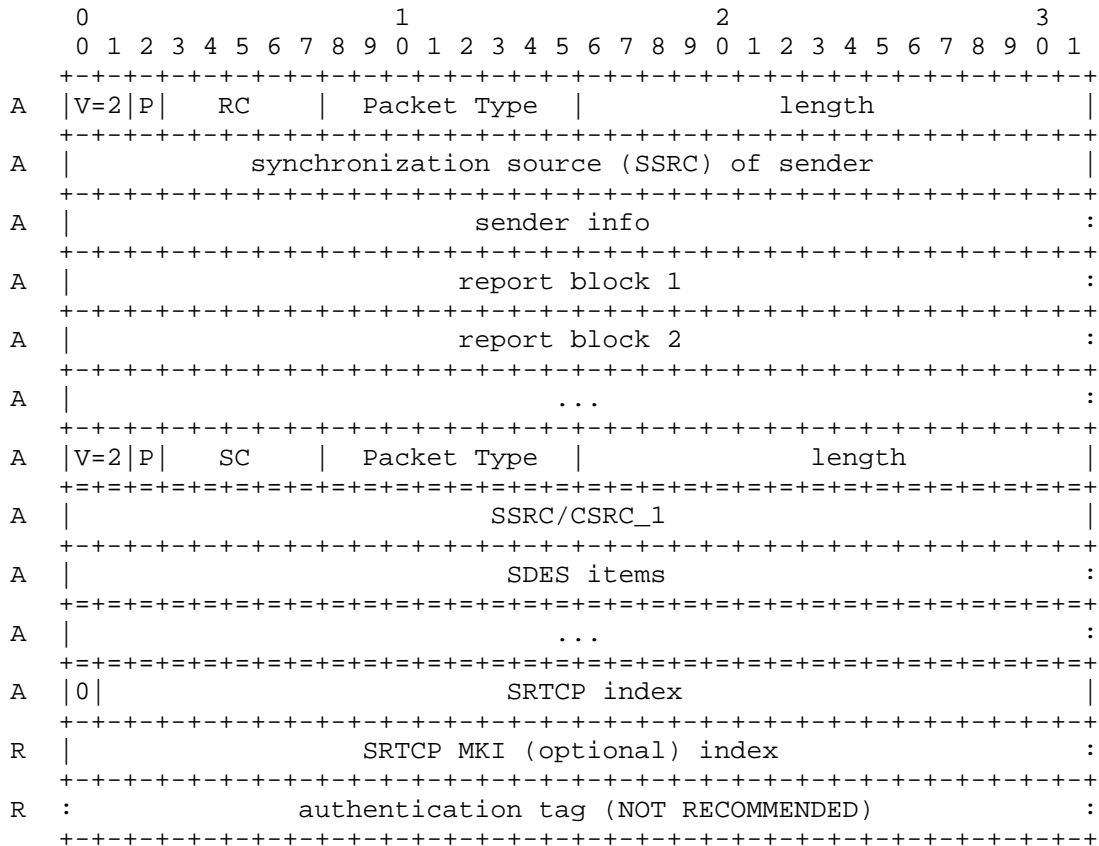 0                   1                   2                   3
     0 1 2 3 4 5 6 7 8 9 0 1 2 3 4 5 6 7 8 9 0 1 2 3 4 5 6 7 8 9 0 1
    +-+-+-+-+-+-+-+-+-+-+-+-+-+-+-+-+-+-+-+-+-+-+-+-+-+-+-+-+-+-+-+-+
A   |V=2|P|   RC    |  Packet Type  |            length             |
    +-+-+-+-+-+-+-+-+-+-+-+-+-+-+-+-+-+-+-+-+-+-+-+-+-+-+-+-+-+-+-+-+
A   |           synchronization source (SSRC) of sender             |
    +-+-+-+-+-+-+-+-+-+-+-+-+-+-+-+-+-+-+-+-+-+-+-+-+-+-+-+-+-+-+-+-+
A   |                         sender info                           :
    +-+-+-+-+-+-+-+-+-+-+-+-+-+-+-+-+-+-+-+-+-+-+-+-+-+-+-+-+-+-+-+-+
A   |                        report block 1                         :
    +-+-+-+-+-+-+-+-+-+-+-+-+-+-+-+-+-+-+-+-+-+-+-+-+-+-+-+-+-+-+-+-+
A   |                        report block 2                         :
    +-+-+-+-+-+-+-+-+-+-+-+-+-+-+-+-+-+-+-+-+-+-+-+-+-+-+-+-+-+-+-+-+
A   |                              ...                              :
    +-+-+-+-+-+-+-+-+-+-+-+-+-+-+-+-+-+-+-+-+-+-+-+-+-+-+-+-+-+-+-+-+
A   |V=2|P|   SC    |  Packet Type  |              length           |
    +=+=+=+=+=+=+=+=+=+=+=+=+=+=+=+=+=+=+=+=+=+=+=+=+=+=+=+=+=+=+=+=+
A   |                          SSRC/CSRC_1                          |
    +-+-+-+-+-+-+-+-+-+-+-+-+-+-+-+-+-+-+-+-+-+-+-+-+-+-+-+-+-+-+-+-+
A   |                           SDES items                          :
    +=+=+=+=+=+=+=+=+=+=+=+=+=+=+=+=+=+=+=+=+=+=+=+=+=+=+=+=+=+=+=+=+
A   |                              ...                              :
    +=+=+=+=+=+=+=+=+=+=+=+=+=+=+=+=+=+=+=+=+=+=+=+=+=+=+=+=+=+=+=+=+
A   |0|                         SRTCP index                         |
    +-+-+-+-+-+-+-+-+-+-+-+-+-+-+-+-+-+-+-+-+-+-+-+-+-+-+-+-+-+-+-+-+
R   |                  SRTCP MKI (optional) index                   :
    +-+-+-+-+-+-+-+-+-+-+-+-+-+-+-+-+-+-+-+-+-+-+-+-+-+-+-+-+-+-+-+-+
R   :              authentication tag (NOT RECOMMENDED)             :
    +-+-+-+-+-+-+-+-+-+-+-+-+-+-+-+-+-+-+-+-+-+-+-+-+-+-+-+-+-+-+-+-+